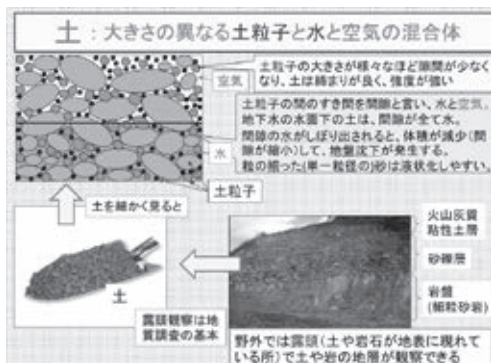 土：大きさの異なる土粒子と水と空気の混合体
土粒子の大きさが様々なほど隙間が少なく
なり、土は締まりが良く、強度が強い
空気
土粒子の間のすき間を間隙と言い、水と空気。
地下水の水面下の土は、間隙が全て水。
間隙の水がしぼり出されると、体積が減少(間
隙が縮小)して、地盤沈下が発生する。
粒の揃った(単一粒径の)砂は液状化しやすい。
水
土粒子
土を細かく見ると
土
火山灰質
粘性土層
砂礫層
岩盤
(細粒砂岩)
露頭観察は地
質調査の基本
野外では露頭(土や岩石が地表に現れて
いる所)で土や岩の地層が観察できる